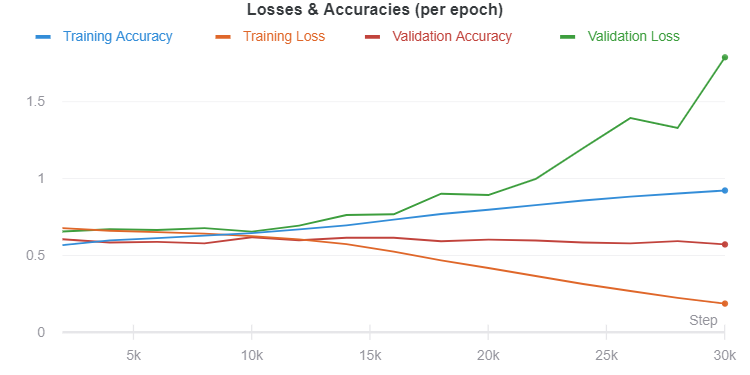 Losses & Accuracies (per epoch)
Training Accuracy Training Loss Validation Accuracy Validation Loss
1.5
1
0.5
0
Step
5k 10k 15k 20k 25k 30k